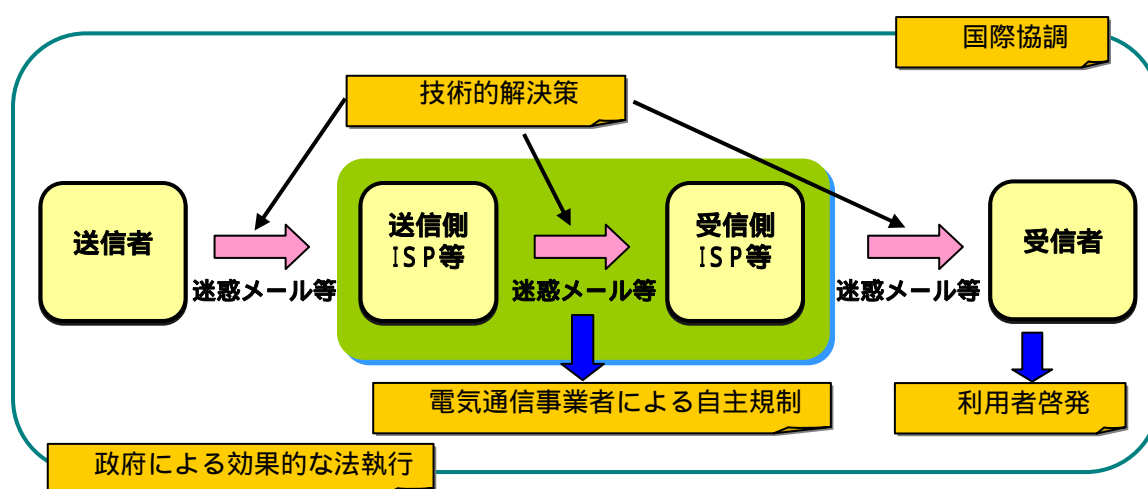 国際協調
技術的解決策
送信者
送信側
ISP等
受信側
ISP等
受信者
迷惑メール等
迷惑メール等
迷惑メール等
電気通信事業者による自主規制
利用者啓発
政府による効果的な法執行